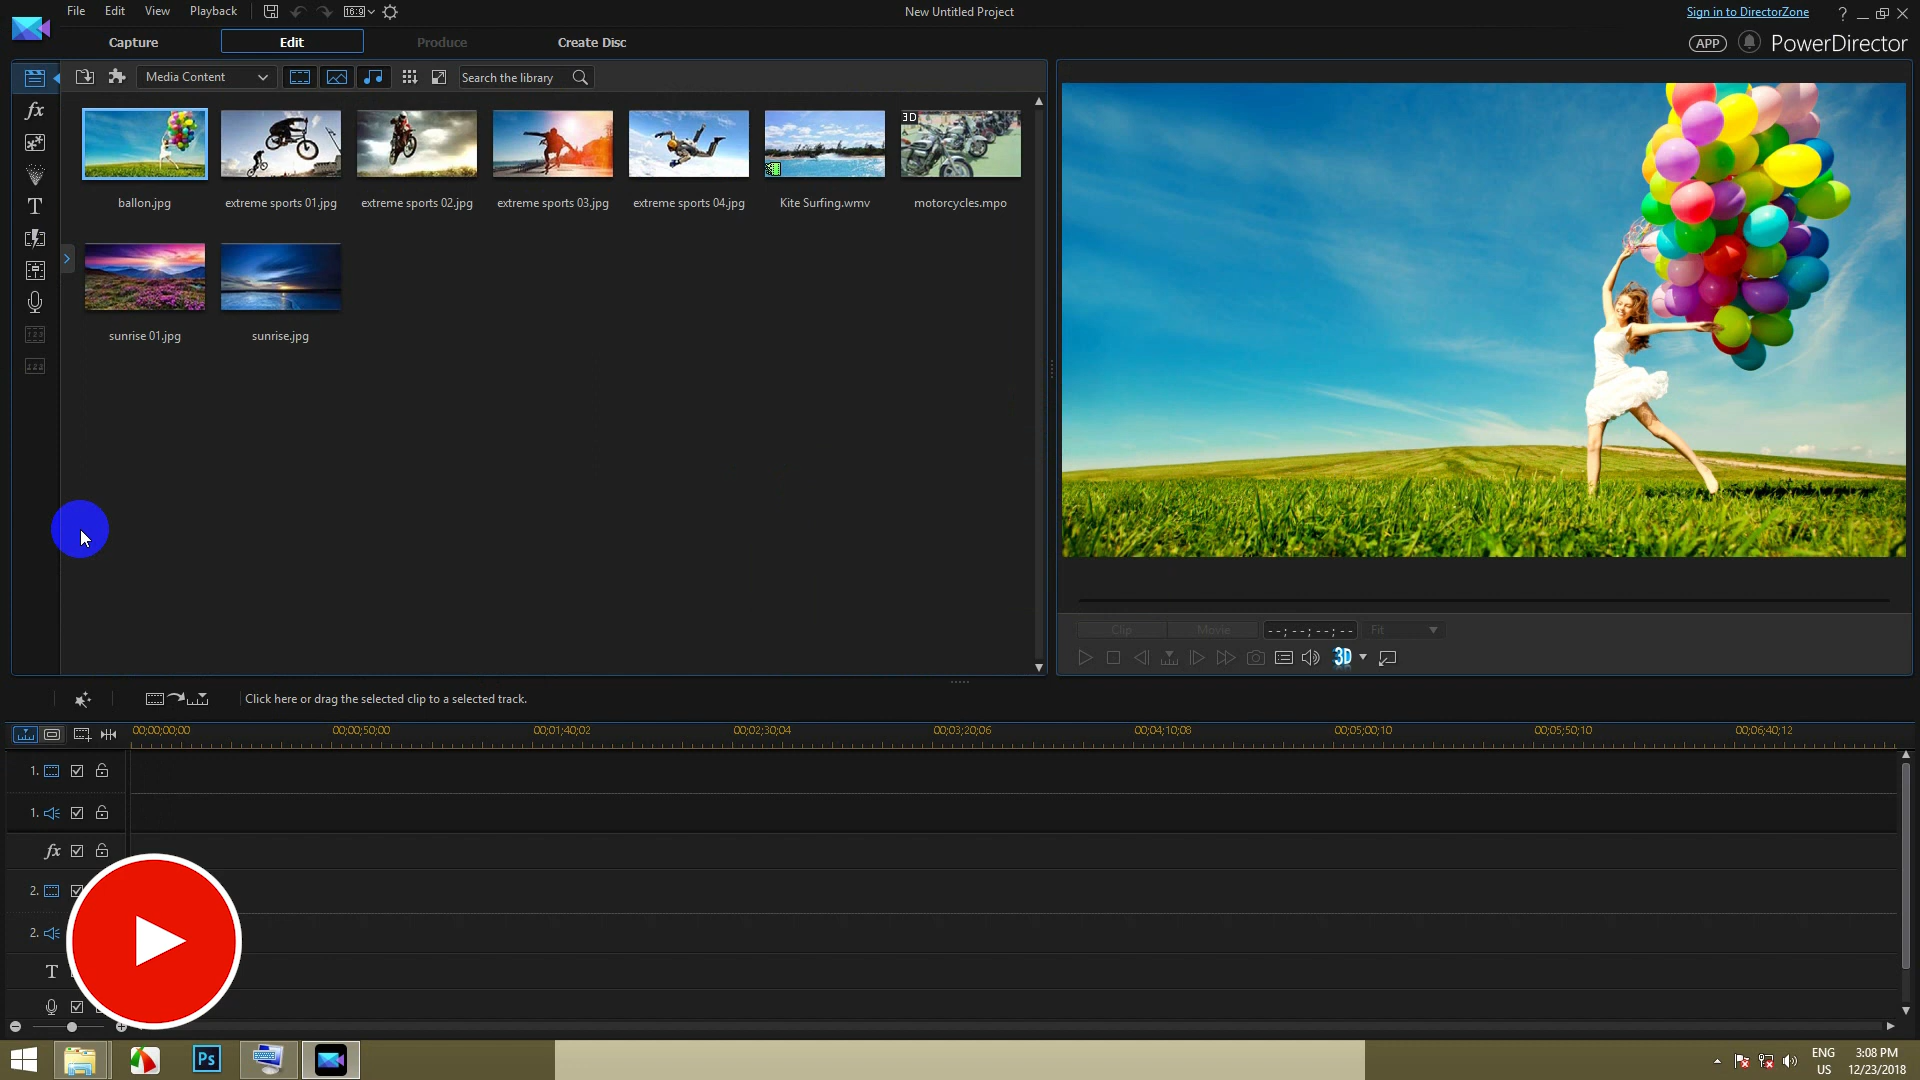 File Edit View Playback 16:9 New Untitled Project Sign in to DirectorZone ?
Capture Edit Produce Create Disc APP PowerDirector
Media Content Search the library
fx
3D
ballon.jpg extreme sports 01.jpg extreme sports 02.jpg extreme sports 03.jpg extreme sports 04.jpg Kite Surfing.wmv motorcycles.mpo
T
sunrise 01.jpg sunrise.jpg
Clip Movie --;--;--;-- Fit
3D
Click here or drag the selected clip to a selected track.
00;00;00;00 00;00;50;00 00;01;40;02 00;02;30;04 00;03;20;06 00;04;10;08 00;05;00;10 00;05;50;10 00;06;40;12
1.
1.
fx
2.
2.
T
Ps
ENG 3:08 PM
US 12/23/2018